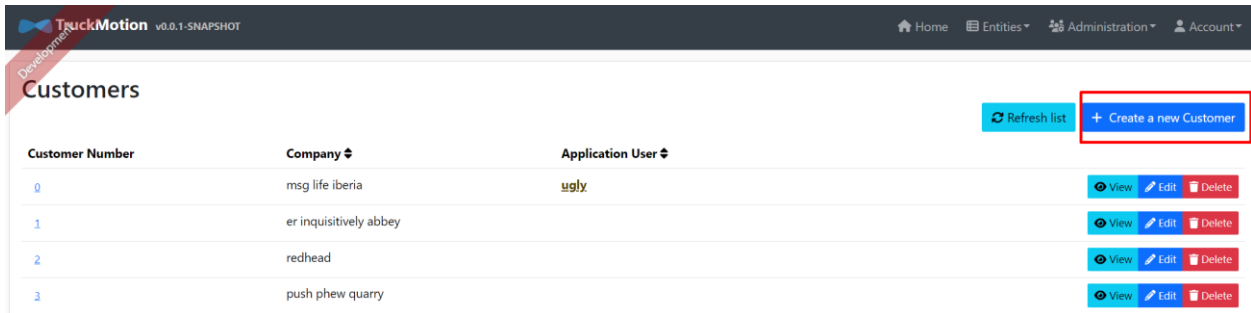 TruckMotion v0.0.1-SNAPSHOT Home Entities Administration Account
Development
Customers
Refresh list + Create a new Customer
Customer Number Company Application User
0 msg life iberia ugly View Edit Delete
1 er inquisitively abbey View Edit Delete
2 redhead View Edit Delete
3 push phew quarry View Edit Delete